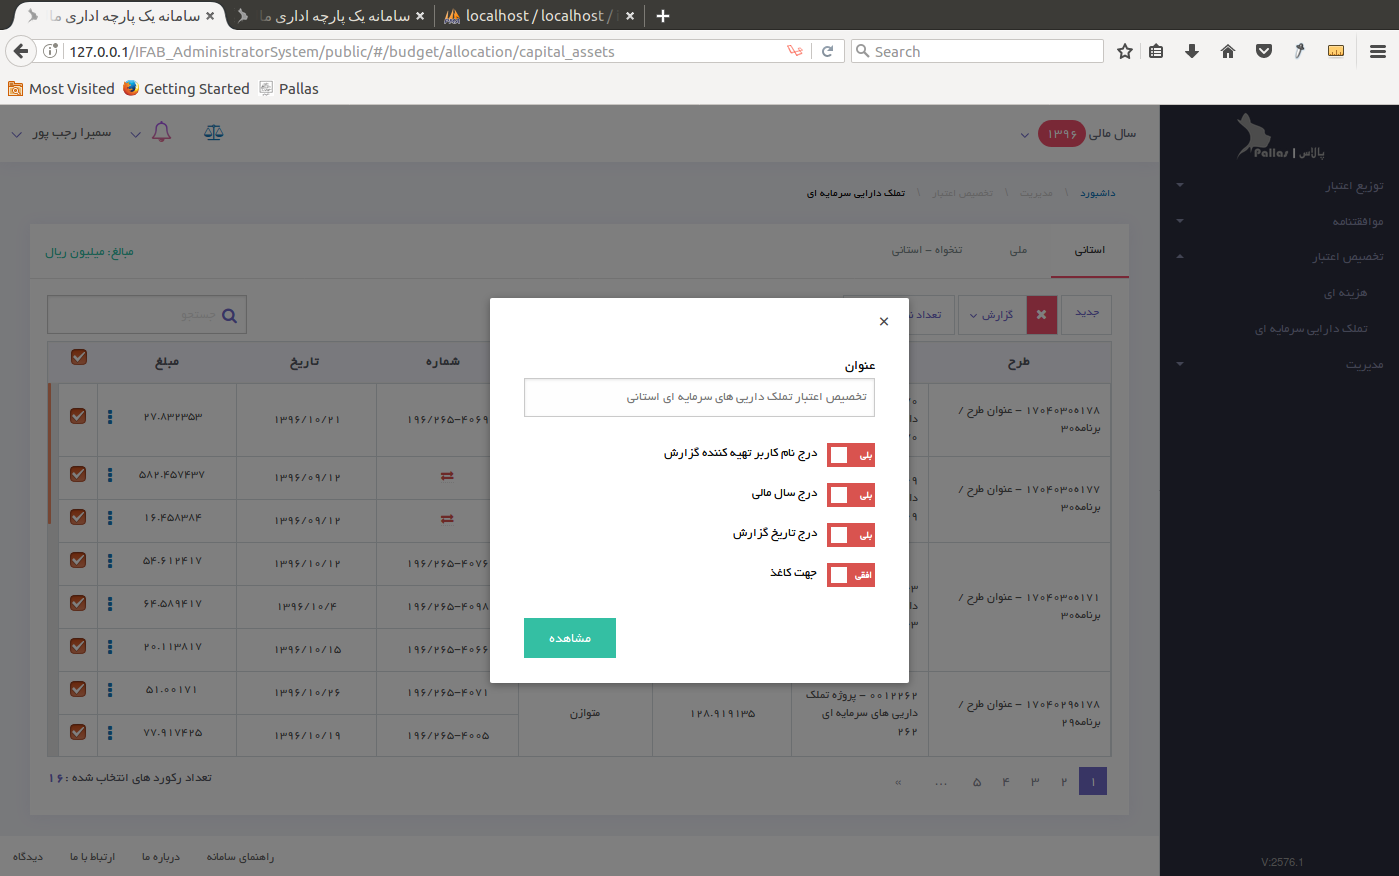 سامانه یک پارچه اداری ما
سامانه یک پارچه اداری ما
localhost / localhost /
127.0.0.1/IFAB_AdministratorSystem/public/#/budget/allocation/capital_assets
Search
Most Visited
Getting Started
Pallas
سال مالی ۱۳۹۶
سمیرا رجب پور
پالاس | Pallas
توزیع اعتبار
موافقتنامه
تخصیص اعتبار
هزینه ای
تملک دارایی سرمایه ای
مدیریت
V:2576.1
داشبورد \ مدیریت \ تخصیص اعتبار \ تملک دارایی سرمایه ای
استانی
ملی
تنخواه - استانی
مبالغ: میلیون ریال
جدید
گزارش
تعداد
جستجو
طرح
شماره
تاریخ
مبلغ
۱۷۰۴۰۳۰۰۱۷۸ - عنوان طرح /
برنامه۳۰
۱۹۶/۲۶۵-۴۰۶۹
۱۳۹۶/۱۰/۲۱
۲۷.۸۳۲۳۵۳
۱۷۰۴۰۳۰۰۱۷۷ - عنوان طرح /
برنامه۳۰
۱۳۹۶/۰۹/۱۲
۵۸۲.۴۵۷۴۳۷
۱۳۹۶/۰۹/۱۲
۱۶.۴۵۸۳۸۴
۱۷۰۴۰۳۰۰۱۷۱ - عنوان طرح /
برنامه۳۰
۱۹۶/۲۶۵-۴۰۷۶
۱۳۹۶/۱۰/۱۲
۵۴.۶۱۲۴۱۷
۱۹۶/۲۶۵-۴۰۹۸
۱۳۹۶/۱۰/۴
۶۴.۵۸۹۴۱۷
۱۹۶/۲۶۵-۴۰۶۶
۱۳۹۶/۱۰/۱۵
۲۰.۱۱۳۸۱۷
۱۷۰۴۰۲۹۰۰۱۷۸ - عنوان طرح /
برنامه۲۹
۰۰۱۲۲۶۲ - پروژه تملک
داریی های سرمایه ای
۲۶۲
۱۲۸.۹۱۹۱۳۵
متوازن
۱۹۶/۲۶۵-۴۰۷۱
۱۳۹۶/۱۰/۲۶
۵۱.۰۰۱۷۱
۱۹۶/۲۶۵-۴۰۰۵
۱۳۹۶/۱۰/۱۹
۷۷.۹۱۷۴۲۵
×
عنوان
تخصیص اعتبار تملک داریی های سرمایه ای استانی
بلی درج نام کاربر تهیه کننده گزارش
بلی درج سال مالی
بلی درج تاریخ گزارش
افقی جهت کاغذ
مشاهده
۱ ۲ ۳ ۴ ۵ ... »
تعداد رکورد های انتخاب شده : ۱۶
راهنمای سامانه
درباره ما
ارتباط با ما
دیدگاه